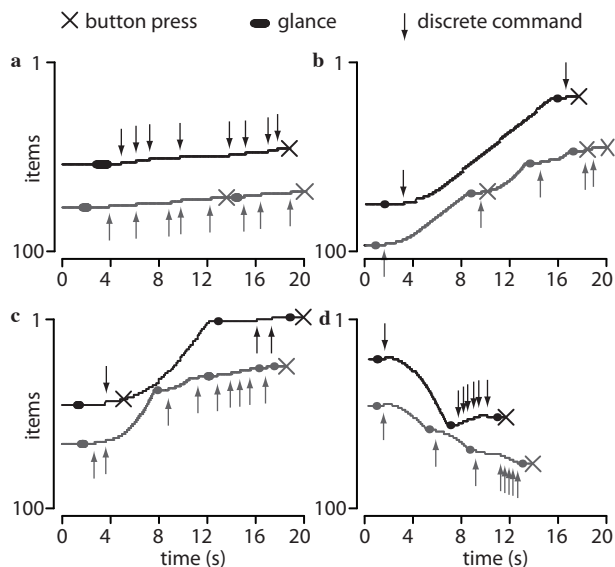 button press glance discrete command
a b
1 1
items
100 100
0 4 8 12 16 20 0 4 8 12 16 20
c d
1 1
items
100 100
0 4 8 12 16 20 0 4 8 12 16 20
time (s) time (s)